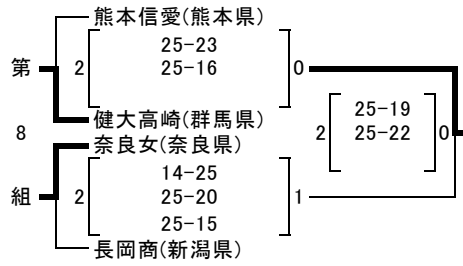 熊本信愛(熊本県)
25-23
第 2 25-16 0
健大高崎(群馬県) 25-19
8 奈良女(奈良県) 2 25-22 0
14-25
組 2 25-20 1
25-15
長岡商(新潟県)